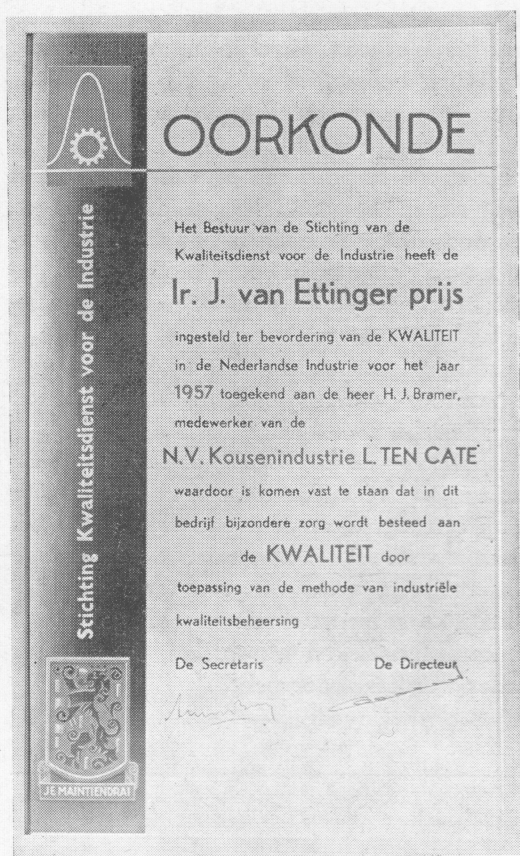 OORKONDE
Stichting Kwaliteitsdienst voor de Industrie
Het Bestuur van de Stichting van de
Kwaliteitsdienst voor de Industrie heeft de
Ir. J. van Ettinger prijs
ingesteld ter bevordering van de KWALITEIT
in de Nederlandse Industrie voor het jaar
1957 toegekend aan de heer H. J. Bramer,
medewerker van de
N.V. Kousenindustrie L. TEN CATE
waardoor is komen vast te staan dat in dit
bedrijf bijzondere zorg wordt besteed aan
de KWALITEIT door
toepassing van de methode van industriële
kwaliteitsbeheersing
De Secretaris De Directeur
JE MAINTIENDRAI